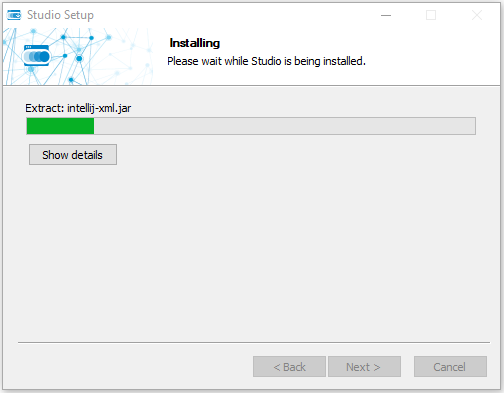 Studio Setup
Installing
Please wait while Studio is being installed.
Extract: intellij-xml.jar
Show details
< Back
Next >
Cancel